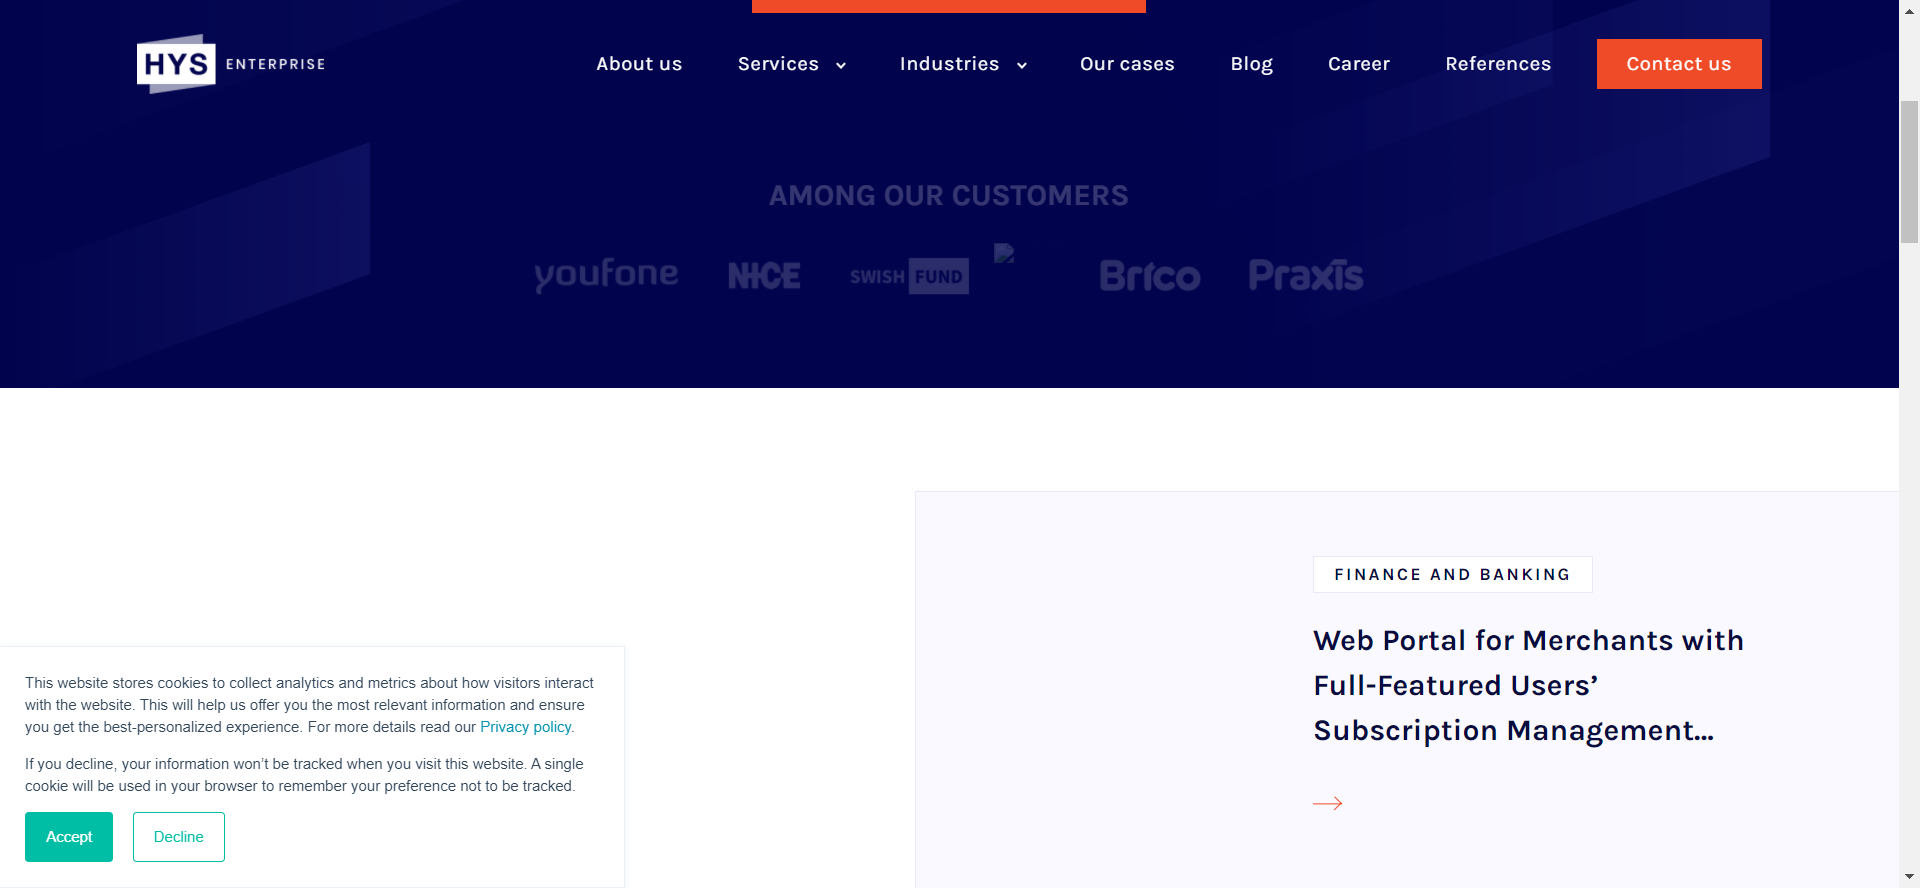 HYS ENTERPRISE
About us Services Industries Our cases Blog Career References Contact us
AMONG OUR CUSTOMERS
youfone NICE SWISH FUND Brico Praxis
FINANCE AND BANKING
Web Portal for Merchants with
Full-Featured Users’
Subscription Management...
This website stores cookies to collect analytics and metrics about how visitors interact
with the website. This will help us offer you the most relevant information and ensure
you get the best-personalized experience. For more details read our Privacy policy.
If you decline, your information won’t be tracked when you visit this website. A single
cookie will be used in your browser to remember your preference not to be tracked.
Accept Decline